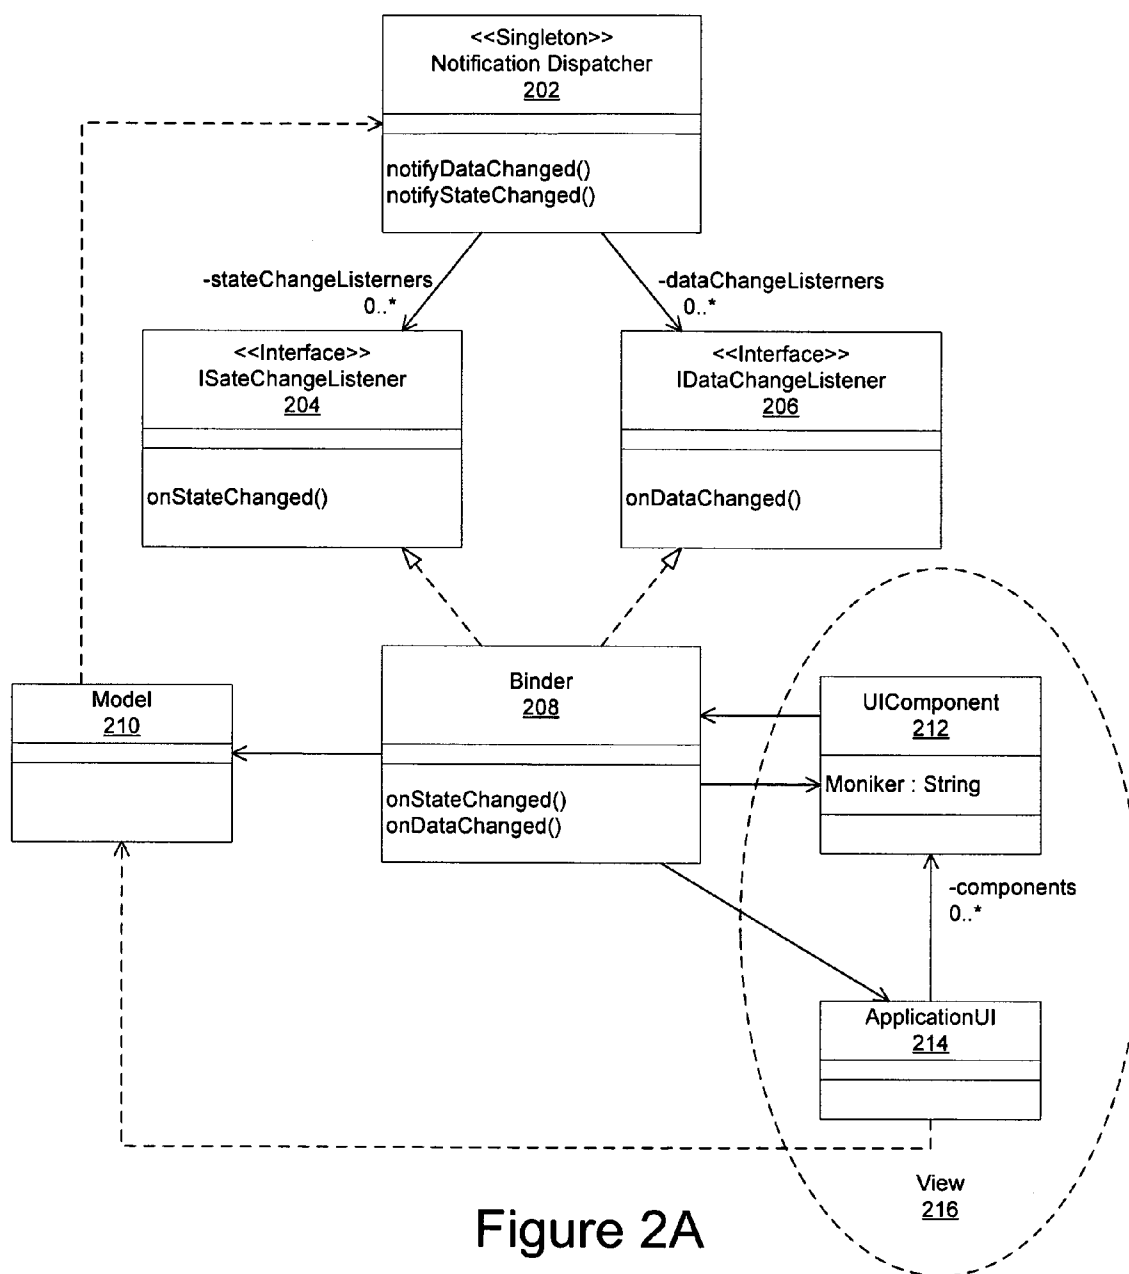 <<Singleton>>
Notification Dispatcher
202
notifyDataChanged()
notifyStateChanged()
-stateChangeListerners
0..*
-dataChangeListerners
0..*
<<Interface>>
ISateChangeListener
204
onStateChanged()
<<Interface>>
IDataChangeListener
206
onDataChanged()
Model
210
Binder
208
onStateChanged()
onDataChanged()
UIComponent
212
Moniker : String
-components
0..*
ApplicationUI
214
View
216
Figure 2A